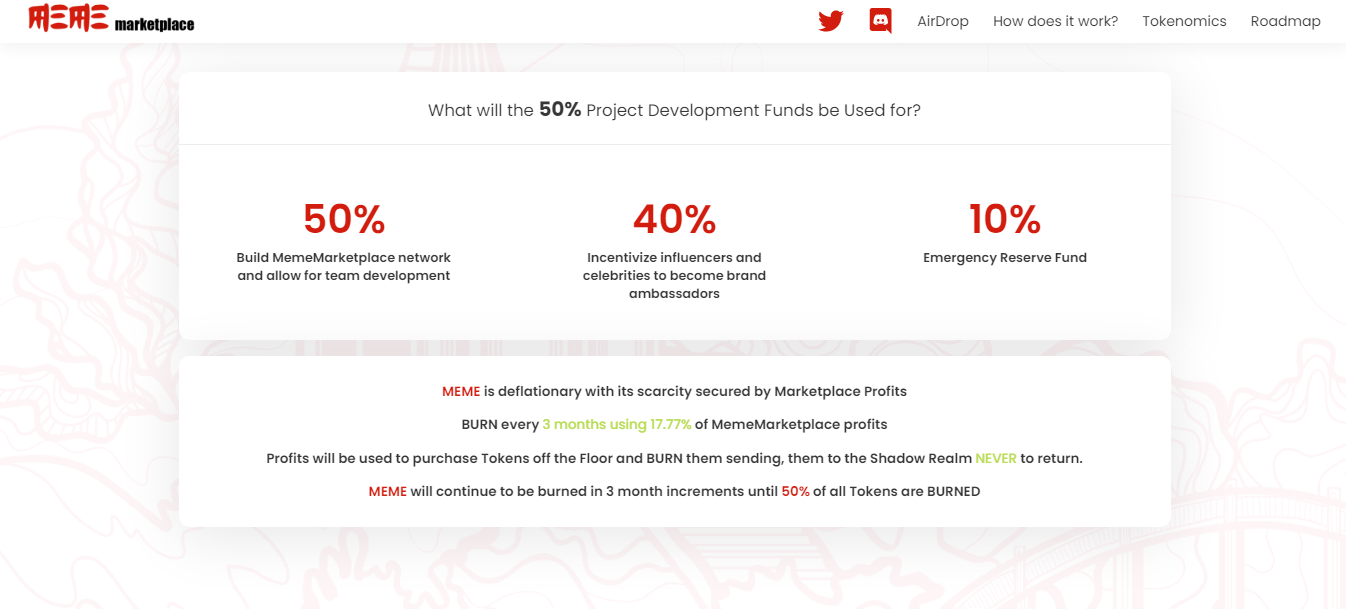 MEME marketplace
AirDrop How does it work? Tokenomics Roadmap
What will the 50% Project Development Funds be Used for?
50% 40% 10%
Build MemeMarketplace network
and allow for team development
Incentivize influencers and
celebrities to become brand
ambassadors
Emergency Reserve Fund
MEME is deflationary with its scarcity secured by Marketplace Profits
BURN every 3 months using 17.77% of MemeMarketplace profits
Profits will be used to purchase Tokens off the Floor and BURN them sending, them to the Shadow Realm NEVER to return.
MEME will continue to be burned in 3 month increments until 50% of all Tokens are BURNED